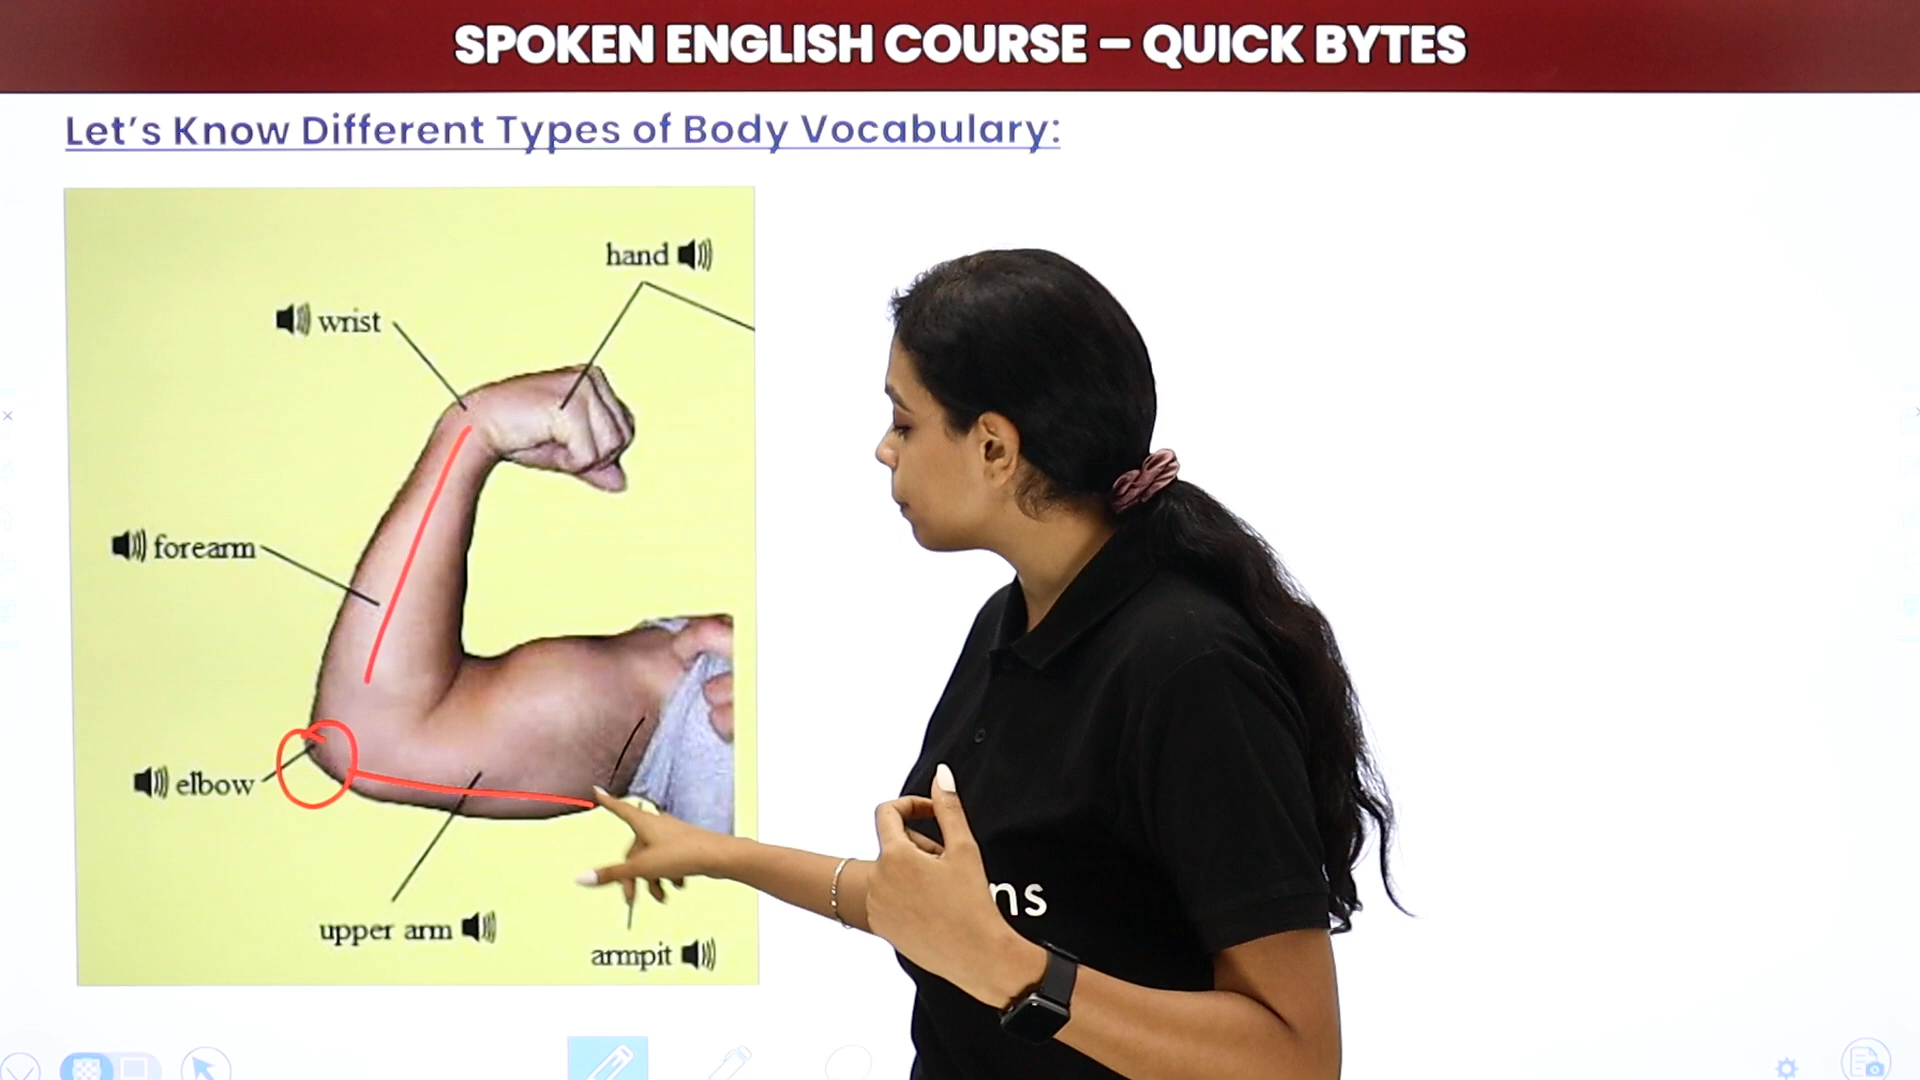 SPOKEN ENGLISH COURSE – QUICK BYTES
Let's Know Different Types of Body Vocabulary:
hand
wrist
forearm
elbow
upper arm
armpit
ns